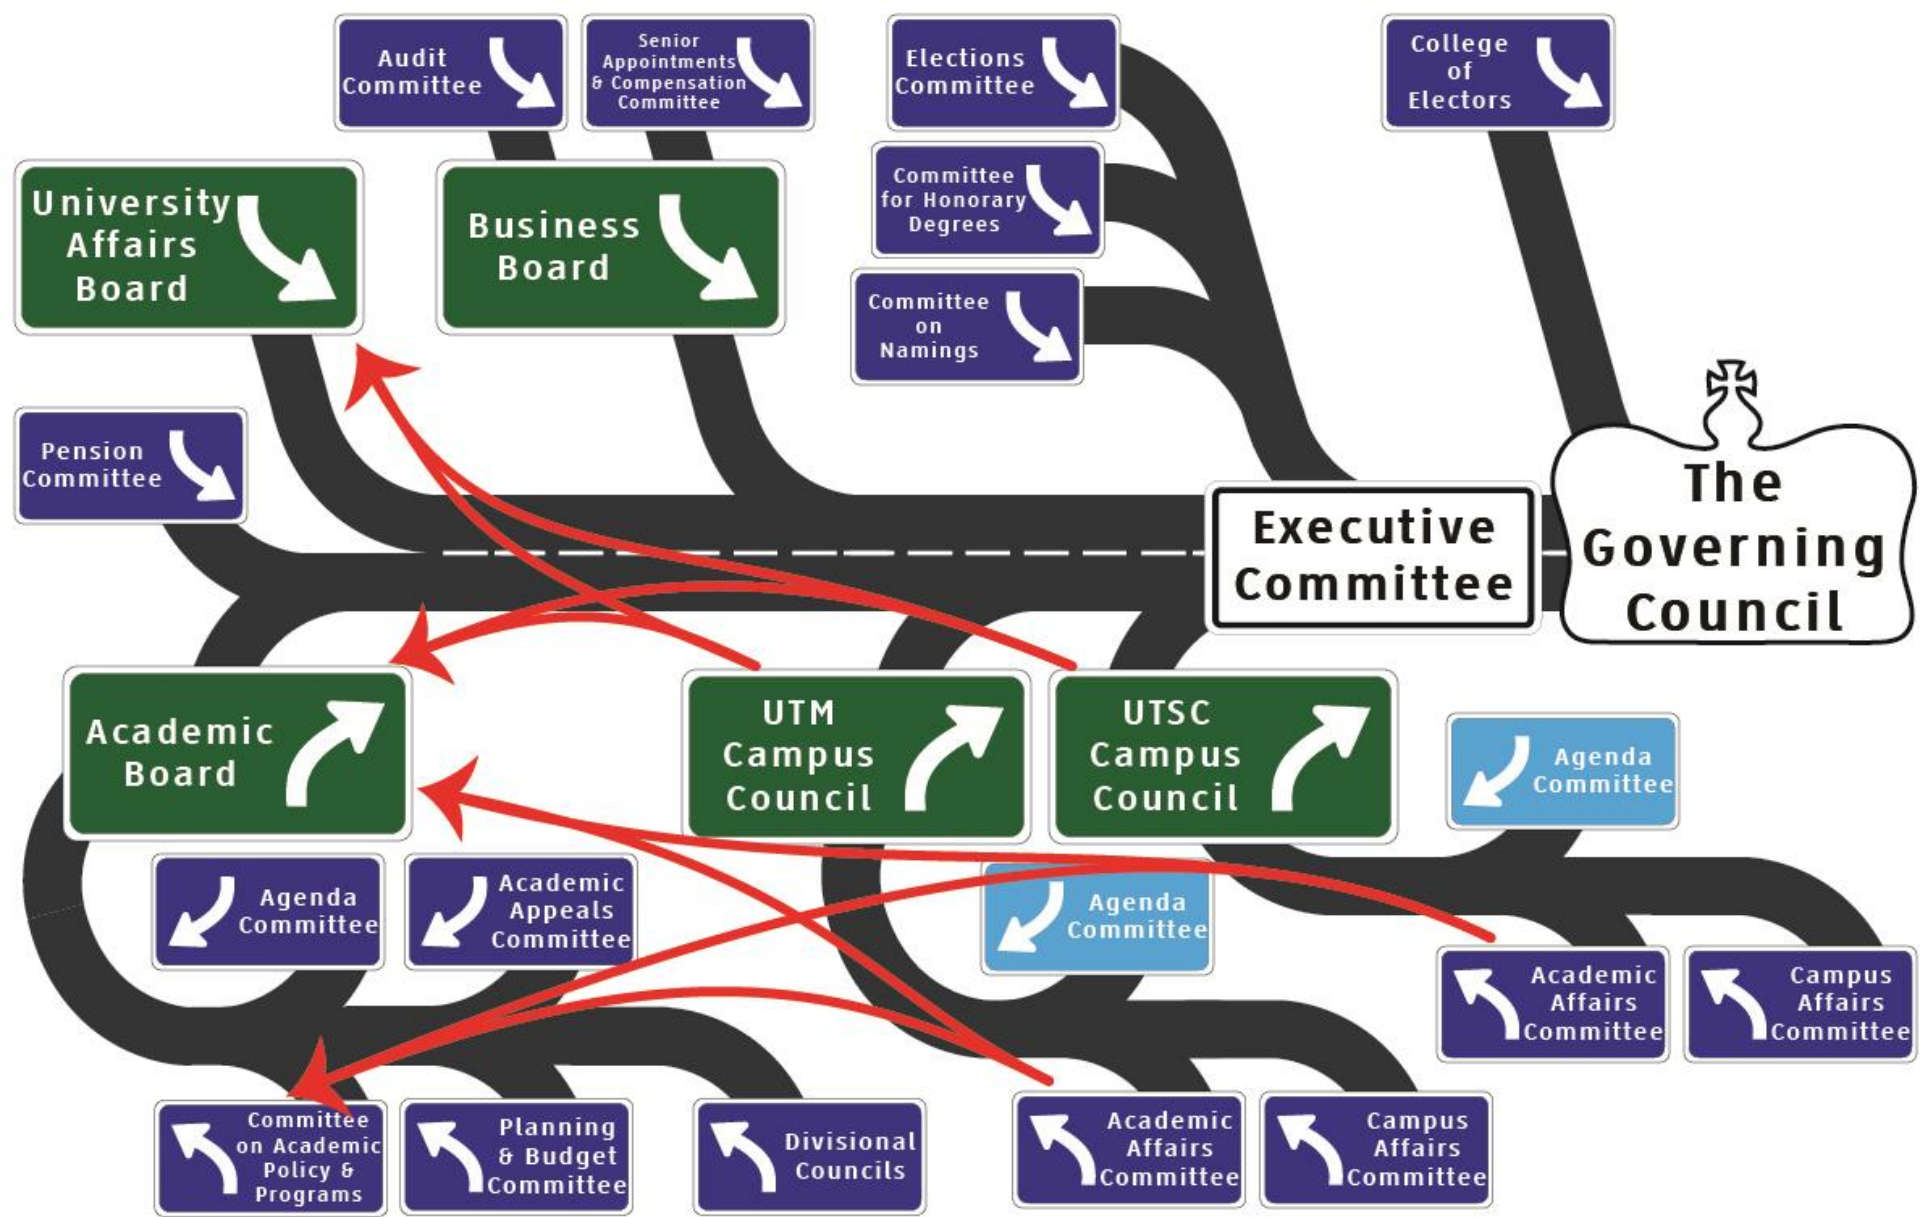 Audit
Committee
Senior
Appointments
& Compensation
Committee
Elections
Committee
College
of
Electors
University
Affairs
Board
Business
Board
Committee
for Honorary
Degrees
Committee
on
Namings
Pension
Committee
Executive
Committee
The
Governing
Council
Academic
Board
UTM
Campus
Council
UTSC
Campus
Council
Agenda
Committee
Agenda
Committee
Academic
Appeals
Committee
Agenda
Committee
Academic
Affairs
Committee
Campus
Affairs
Committee
Committee
on Academic
Policy &
Programs
Planning
& Budget
Committee
Divisional
Councils
Academic
Affairs
Committee
Campus
Affairs
Committee